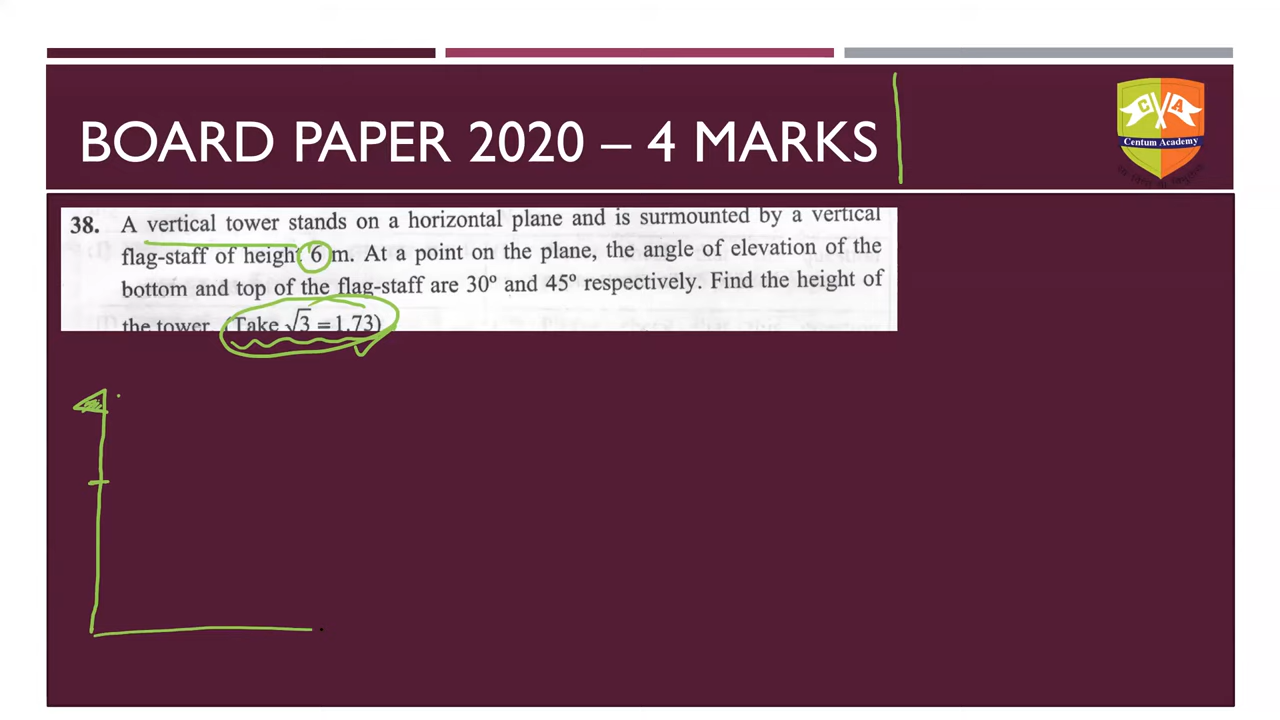 BOARD PAPER 2020 – 4 MARKS
C A
Centum Academy
38. A vertical tower stands on a horizontal plane and is surmounted by a vertical
flag-staff of height 6 m. At a point on the plane, the angle of elevation of the
bottom and top of the flag-staff are 30° and 45° respectively. Find the height of
the tower. (Take √3 = 1.73)